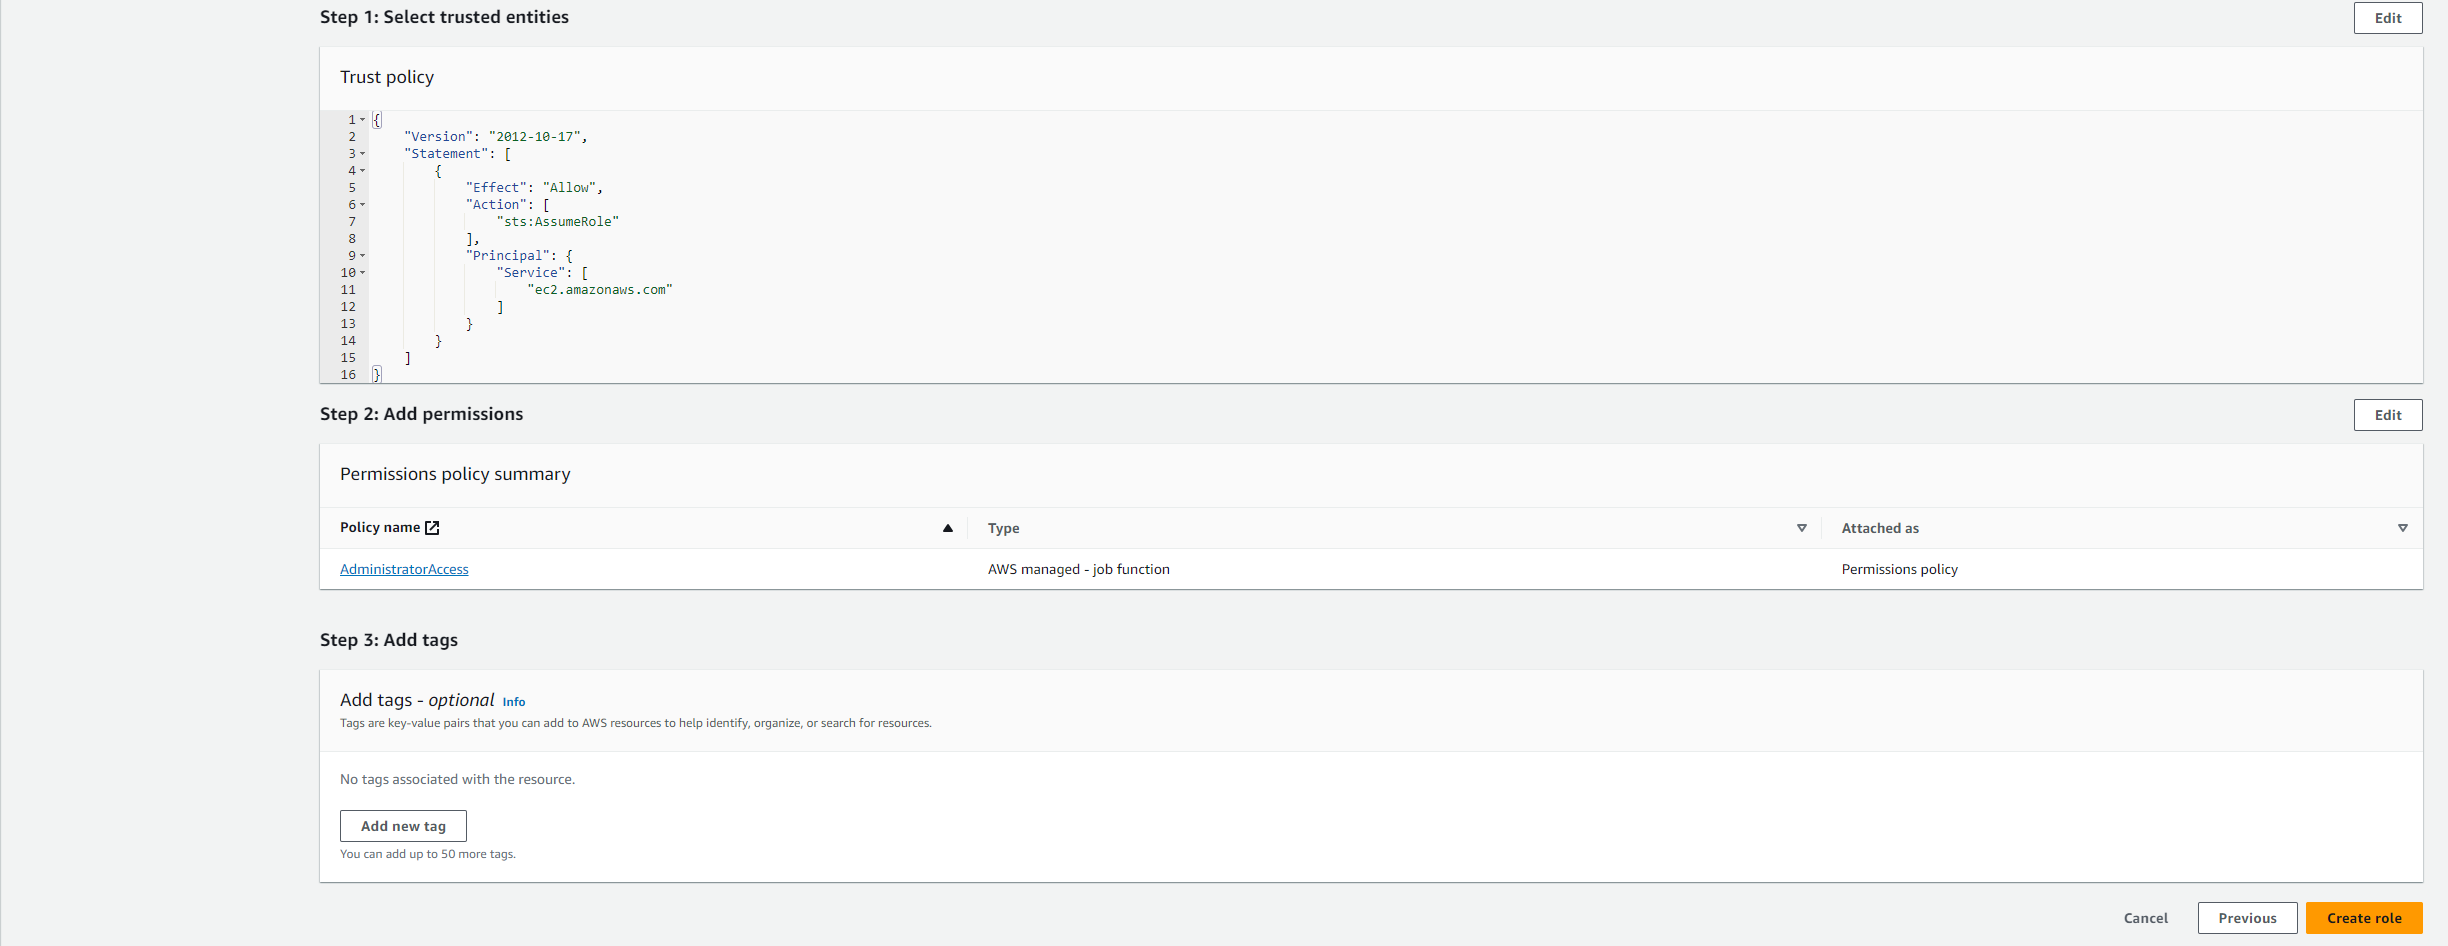 Step 1: Select trusted entities
Edit
Trust policy
1 {
2 "Version": "2012-10-17",
3 "Statement": [
4 {
5 "Effect": "Allow",
6 "Action": [
7 "sts:AssumeRole"
8 ],
9 "Principal": {
10 "Service": [
11 "ec2.amazonaws.com"
12 ]
13 }
14 }
15 ]
16 }
Step 2: Add permissions
Edit
Permissions policy summary
Policy name Type Attached as
AdministratorAccess AWS managed - job function Permissions policy
Step 3: Add tags
Add tags - optional Info
Tags are key-value pairs that you can add to AWS resources to help identify, organize, or search for resources.
No tags associated with the resource.
Add new tag
You can add up to 50 more tags.
Cancel Previous Create role